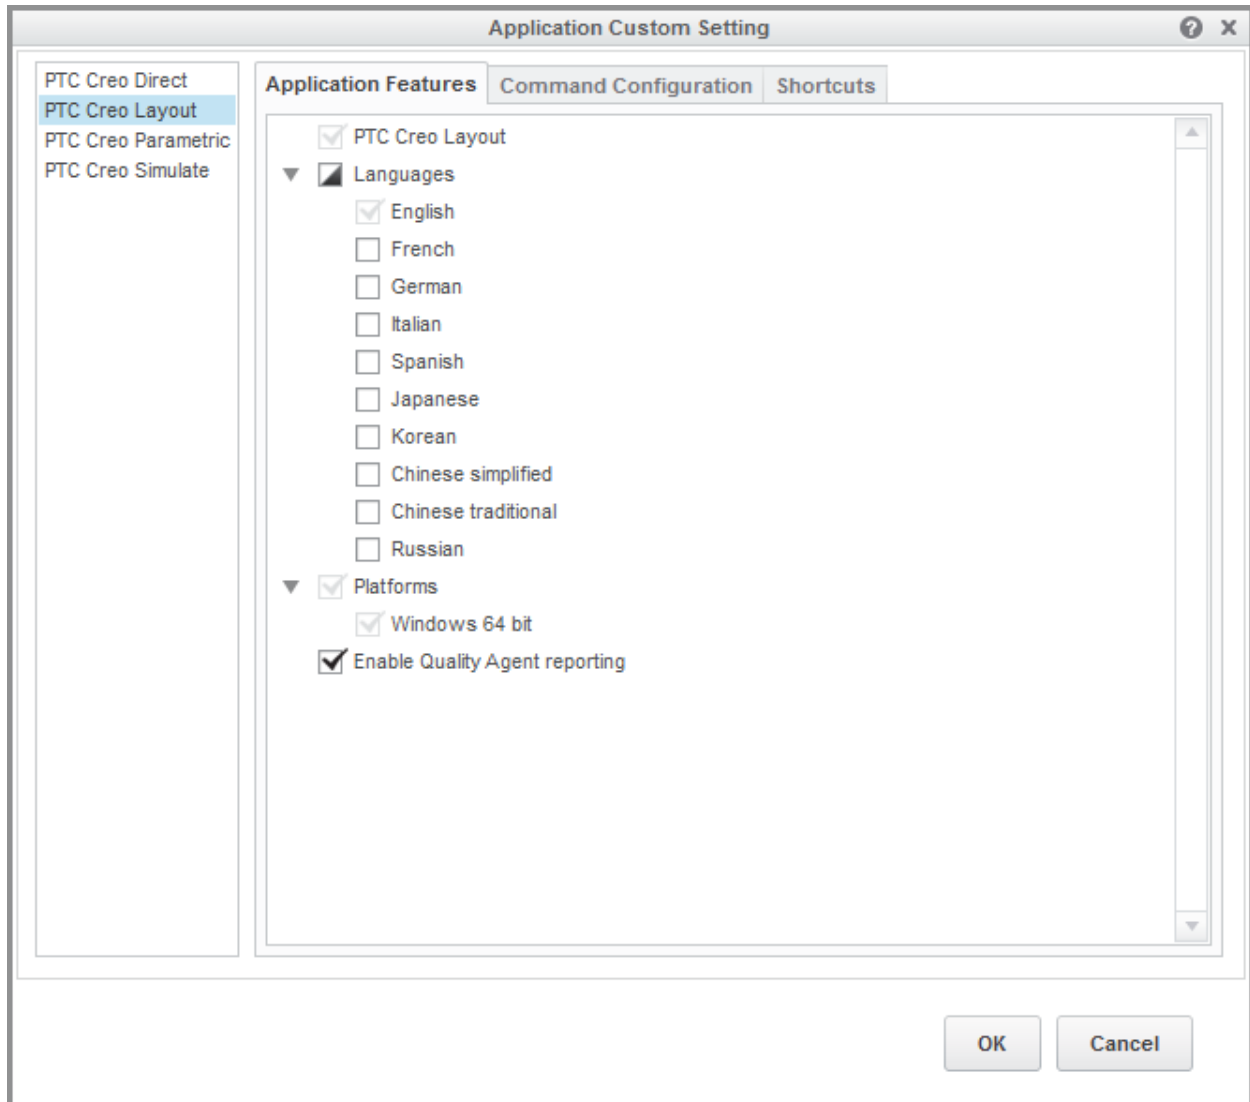 Application Custom Setting
PTC Creo Direct
PTC Creo Layout
PTC Creo Parametric
PTC Creo Simulate
Application Features Command Configuration Shortcuts
PTC Creo Layout
Languages
English
French
German
Italian
Spanish
Japanese
Korean
Chinese simplified
Chinese traditional
Russian
Platforms
Windows 64 bit
Enable Quality Agent reporting
OK Cancel